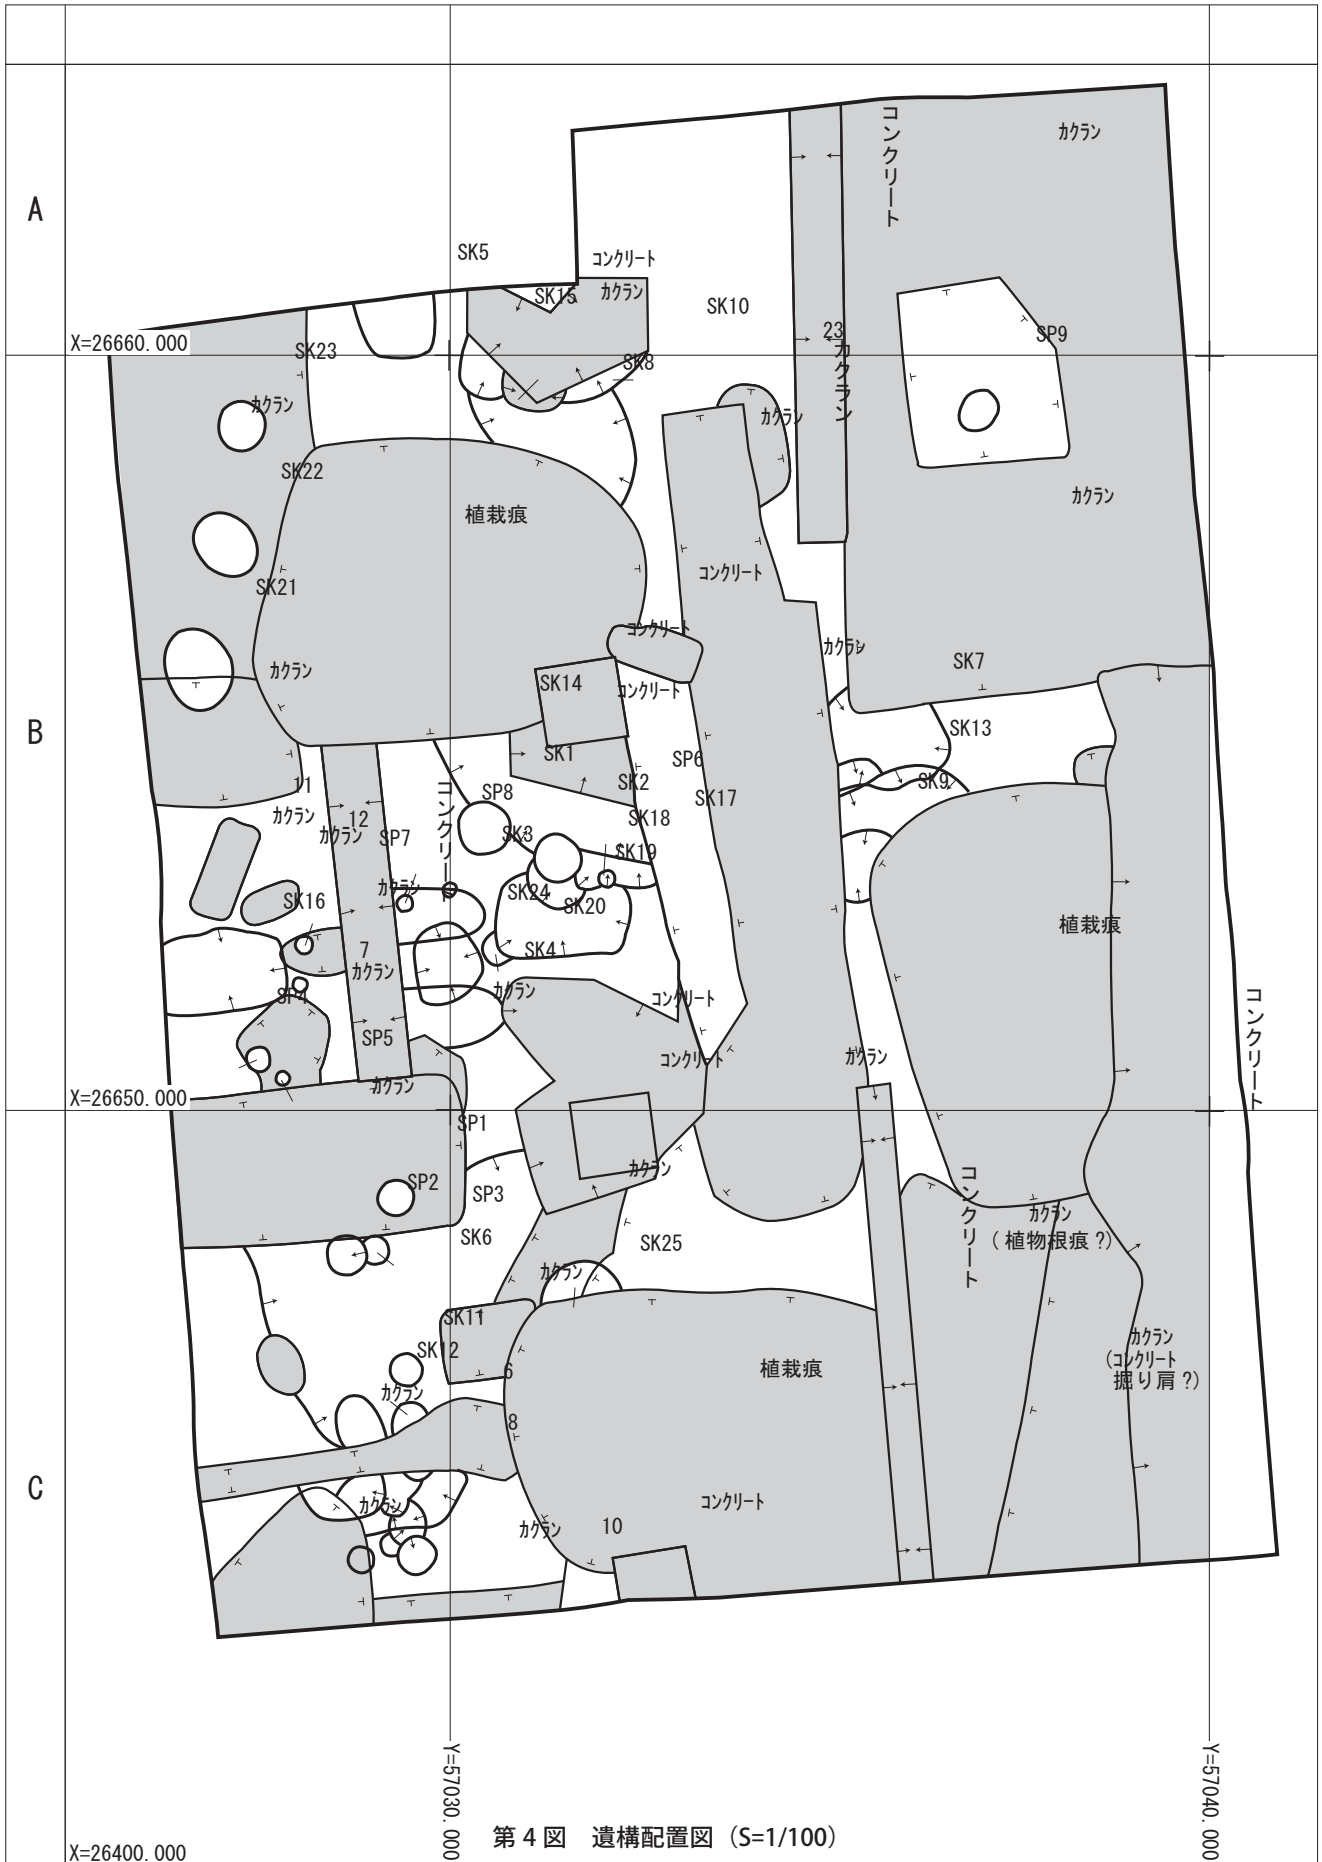 コンクリート
カクラン
A
SK5
コンクリート
SK15
カクラン
SK10
23
SP9
X=26660.000
SK23
SK8
カクラン
カクラン
カクラン
SK22
カクラン
植栽痕
コンクリート
SK21
コンクリート
カクラン
SK7
カクラン
SK14
コンクリート
B
SK13
SK1
SP6
SK2
SK9
11
SP8
SK17
カクラン
12
カクラン
SP7
コンクリート
SK3
SK18
SK19
カクラン
SK24
SK16
SK20
植栽痕
7
SK4
カクラン
SP4
カクラン
コンクリート
コンクリート
SP5
コンクリート
カクラン
カクラン
X=26650.000
SP1
カクラン
SP2
SP3
コンクリート
カクラン
(植物根痕?)
SK6
SK25
カクラン
SK11
SK12
6
植栽痕
カクラン
(コンクリート
掘り肩?)
カクラン
8
C
カクラン
コンクリート
カクラン
10
Y=57030.000
Y=57040.000
第4図　遺構配置図（S=1/100）
X=26400.000